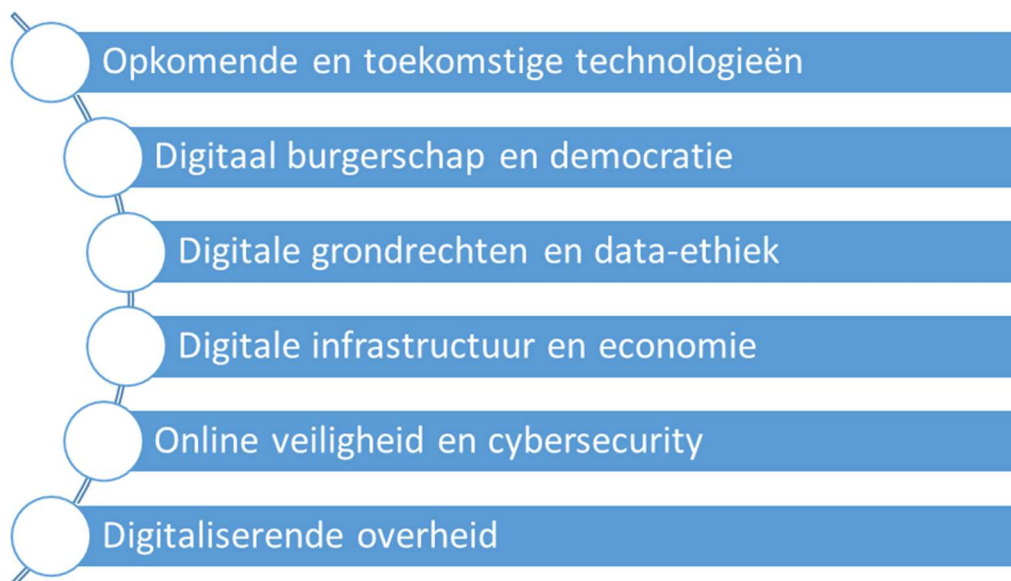 Opkomende en toekomstige technologieën
Digitaal burgerschap en democratie
Digitale grondrechten en data-ethiek
Digitale infrastructuur en economie
Online veiligheid en cybersecurity
Digitaliserende overheid